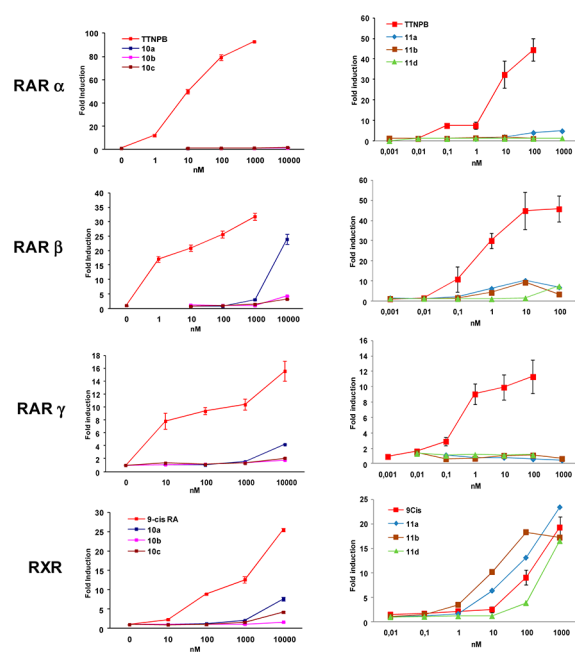 RAR α
Fold induction
100
80
60
40
20
0
TTNPB
10a
10b
10c
0 1 10 100 1000 10000
nM
Fold induction
60
50
40
30
20
10
0
TTNPB
11a
11b
11d
0,001 0,01 0,1 1 10 100 1000
nM
RAR β
Fold Induction
40
35
30
25
20
15
10
5
0
0 1 10 100 1000 10000
nM
Fold induction
60
50
40
30
20
10
0
0,001 0,01 0,1 1 10 100
nM
RAR γ
Fold induction
18
16
14
12
10
8
6
4
2
0
0 10 100 1000 10000
nM
Fold induction
16
14
12
10
8
6
4
2
0
0,001 0,01 0,1 1 10 100 1000
nM
RXR
Fold Induction
30
25
20
15
10
5
0
9-cis RA
10a
10b
10c
0 10 100 1000 10000
nM
Fold induction
25
20
15
10
5
0
9Cis
11a
11b
11d
0,01 0,1 1 10 100 1000
nM